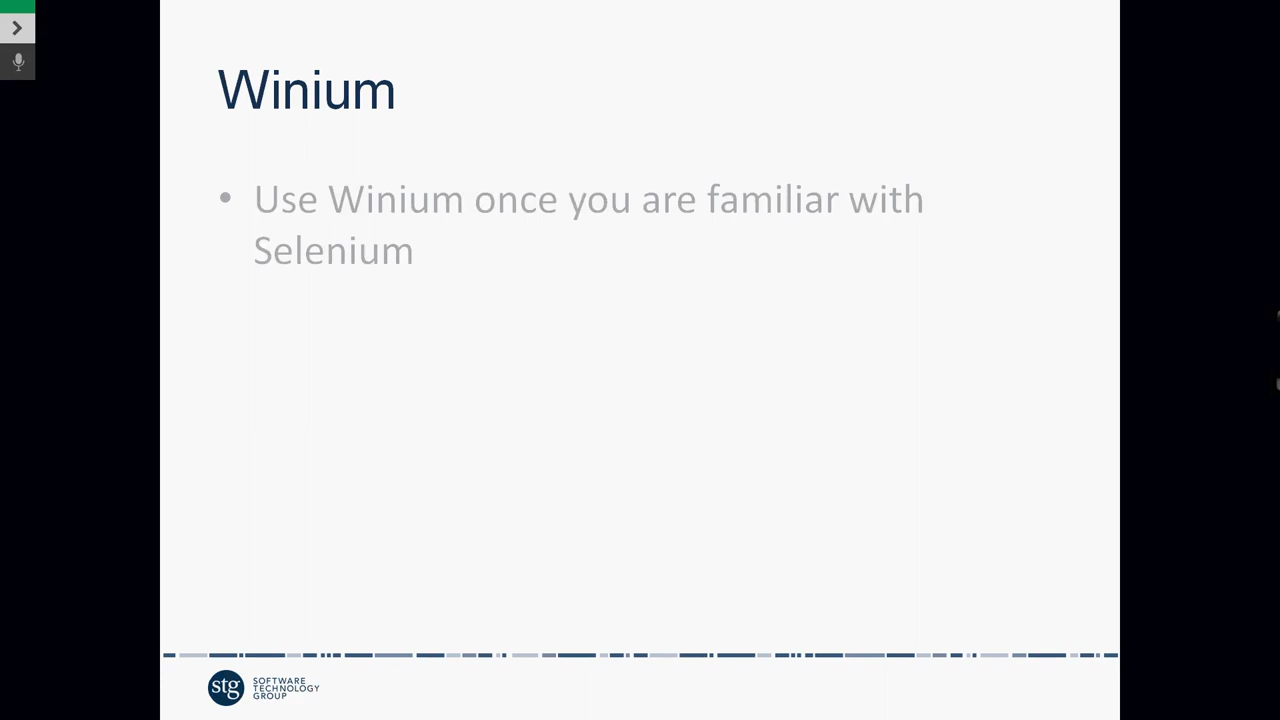 Winium
• Use Winium once you are familiar with
Selenium
stg
SOFTWARE
TECHNOLOGY
GROUP